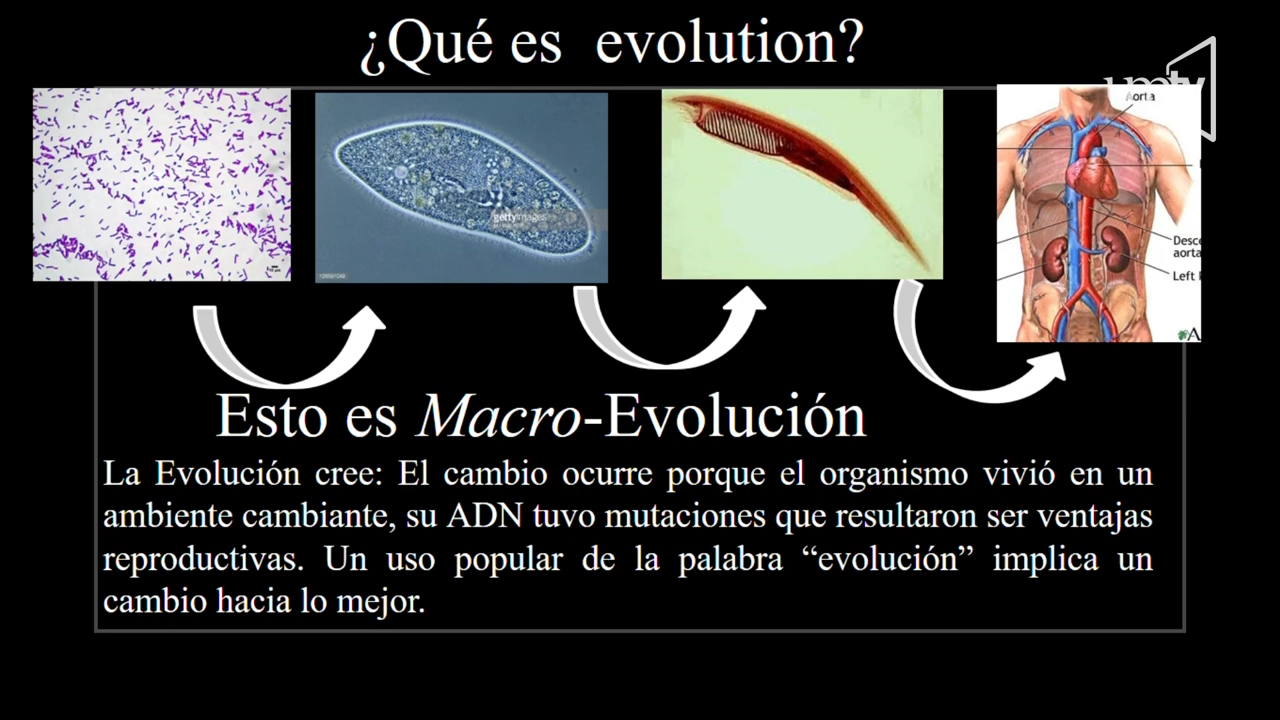 ¿Qué es evolution?
umtv
Aorta
gettyimages
Desce
aorta
Left
A
Esto es Macro-Evolución
La Evolución cree: El cambio ocurre porque el organismo vivió en un
ambiente cambiante, su ADN tuvo mutaciones que resultaron ser ventajas
reproductivas. Un uso popular de la palabra “evolución” implica un
cambio hacia lo mejor.